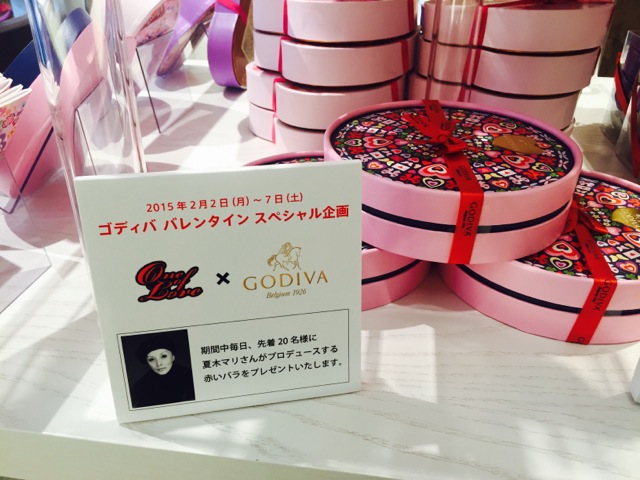 2015年2月2日(月)～7日(土)
ゴディバ バレンタイン スペシャル企画
One of Love
×
GODIVA
Belgium 1926
期間中毎日、先着20名様に
夏木マリさんがプロデュースする
赤いバラをプレゼントいたします。
GODIVA
GODIVA